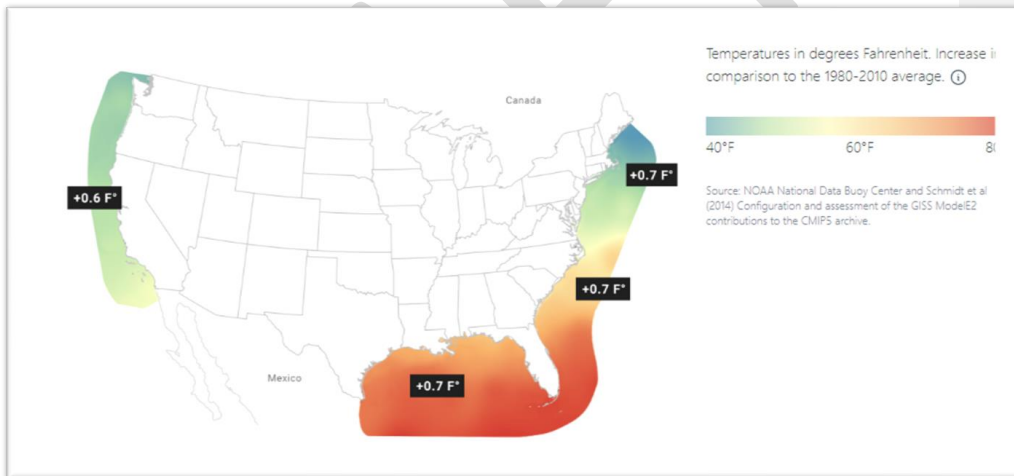 Temperatures in degrees Fahrenheit. Increase
comparison to the 1980-2010 average.
Canada
40°F 60°F
+0.7 F°
+0.6 F°
Source: NOAA National Data Buoy Center and Schmidt et al
(2014) Configuration and assessment of the GISS ModelE2
contributions to the CMIP5 archive.
+0.7 F°
Mexico
+0.7 F°